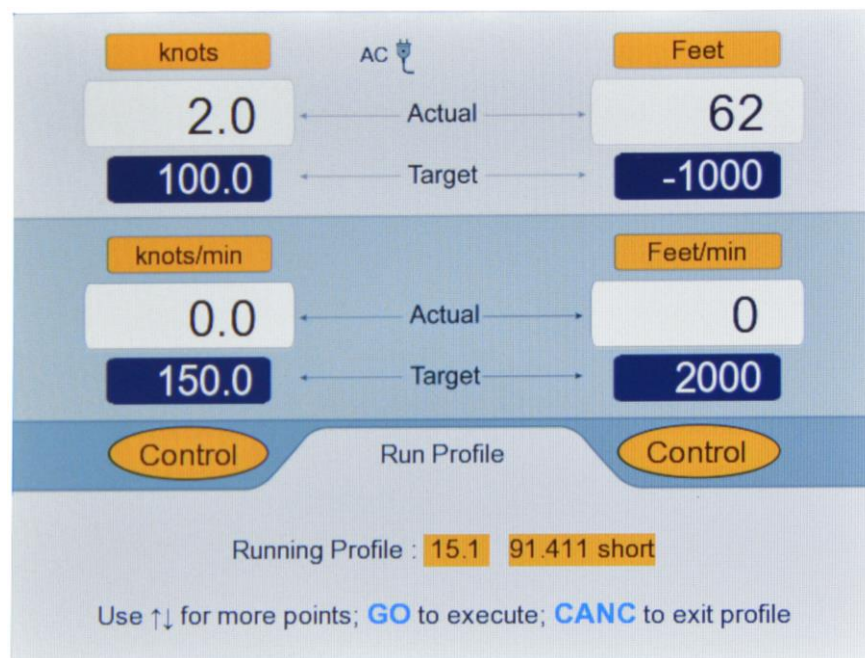 knots AC Feet
2.0 Actual 62
100.0 Target -1000
knots/min Feet/min
0.0 Actual 0
150.0 Target 2000
Control Run Profile Control
Running Profile : 15.1 91.411 short
Use ↑↓ for more points; GO to execute; CANC to exit profile